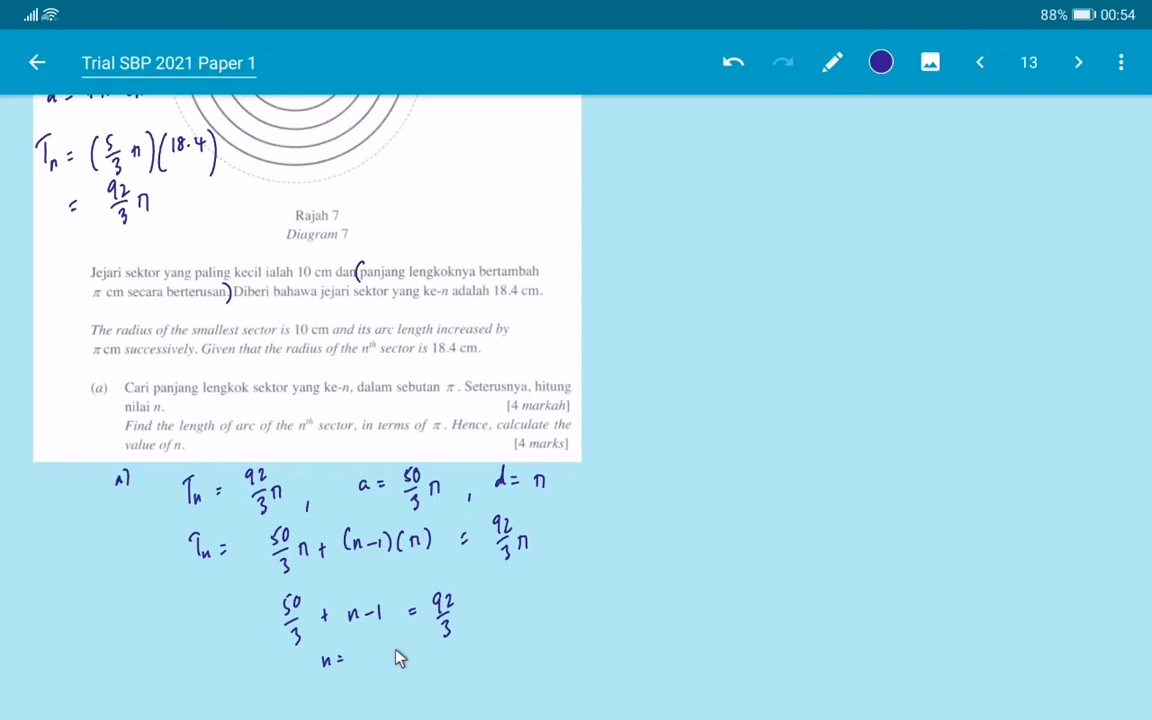 88% 00:54
Trial SBP 2021 Paper 1
13
Tn = (5/3 π)(18.4)
= 92/3 π
Rajah 7
Diagram 7
Jejari sektor yang paling kecil ialah 10 cm dan (panjang lengkoknya bertambah
π cm secara berterusan) Diberi bahawa jejari sektor yang ke-n adalah 18.4 cm.
The radius of the smallest sector is 10 cm and its arc length increased by
π cm successively. Given that the radius of the nth sector is 18.4 cm.
(a) Cari panjang lengkok sektor yang ke-n, dalam sebutan π. Seterusnya, hitung
nilai n. [4 markah]
Find the length of arc of the nth sector, in terms of π. Hence, calculate the
value of n. [4 marks]
a) Tn = 92/3 π , a = 50/3 π , d = π
Tn = 50/3 π + (n-1)(π) = 92/3 π
50/3 + n-1 = 92/3
n =